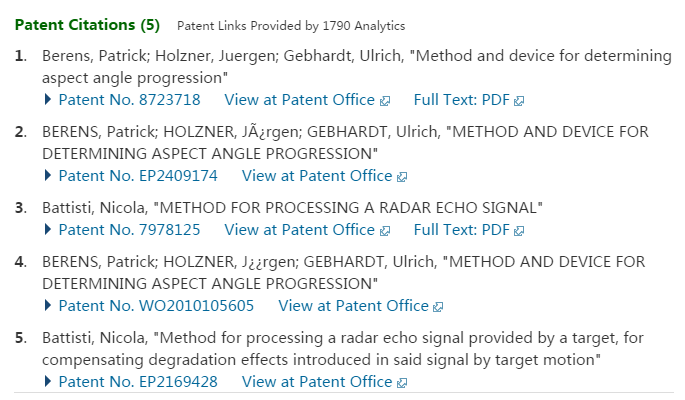 Patent Citations (5) Patent Links Provided by 1790 Analytics
1. Berens, Patrick; Holzner, Juergen; Gebhardt, Ulrich, "Method and device for determining
aspect angle progression"
Patent No. 8723718 View at Patent Office Full Text: PDF
2. BERENS, Patrick; HOLZNER, JÃ¿rgen; GEBHARDT, Ulrich, "METHOD AND DEVICE FOR
DETERMINING ASPECT ANGLE PROGRESSION"
Patent No. EP2409174 View at Patent Office
3. Battisti, Nicola, "METHOD FOR PROCESSING A RADAR ECHO SIGNAL"
Patent No. 7978125 View at Patent Office Full Text: PDF
4. BERENS, Patrick; HOLZNER, J¿¿rgen; GEBHARDT, Ulrich, "METHOD AND DEVICE FOR
DETERMINING ASPECT ANGLE PROGRESSION"
Patent No. WO2010105605 View at Patent Office
5. Battisti, Nicola, "Method for processing a radar echo signal provided by a target, for
compensating degradation effects introduced in said signal by target motion"
Patent No. EP2169428 View at Patent Office